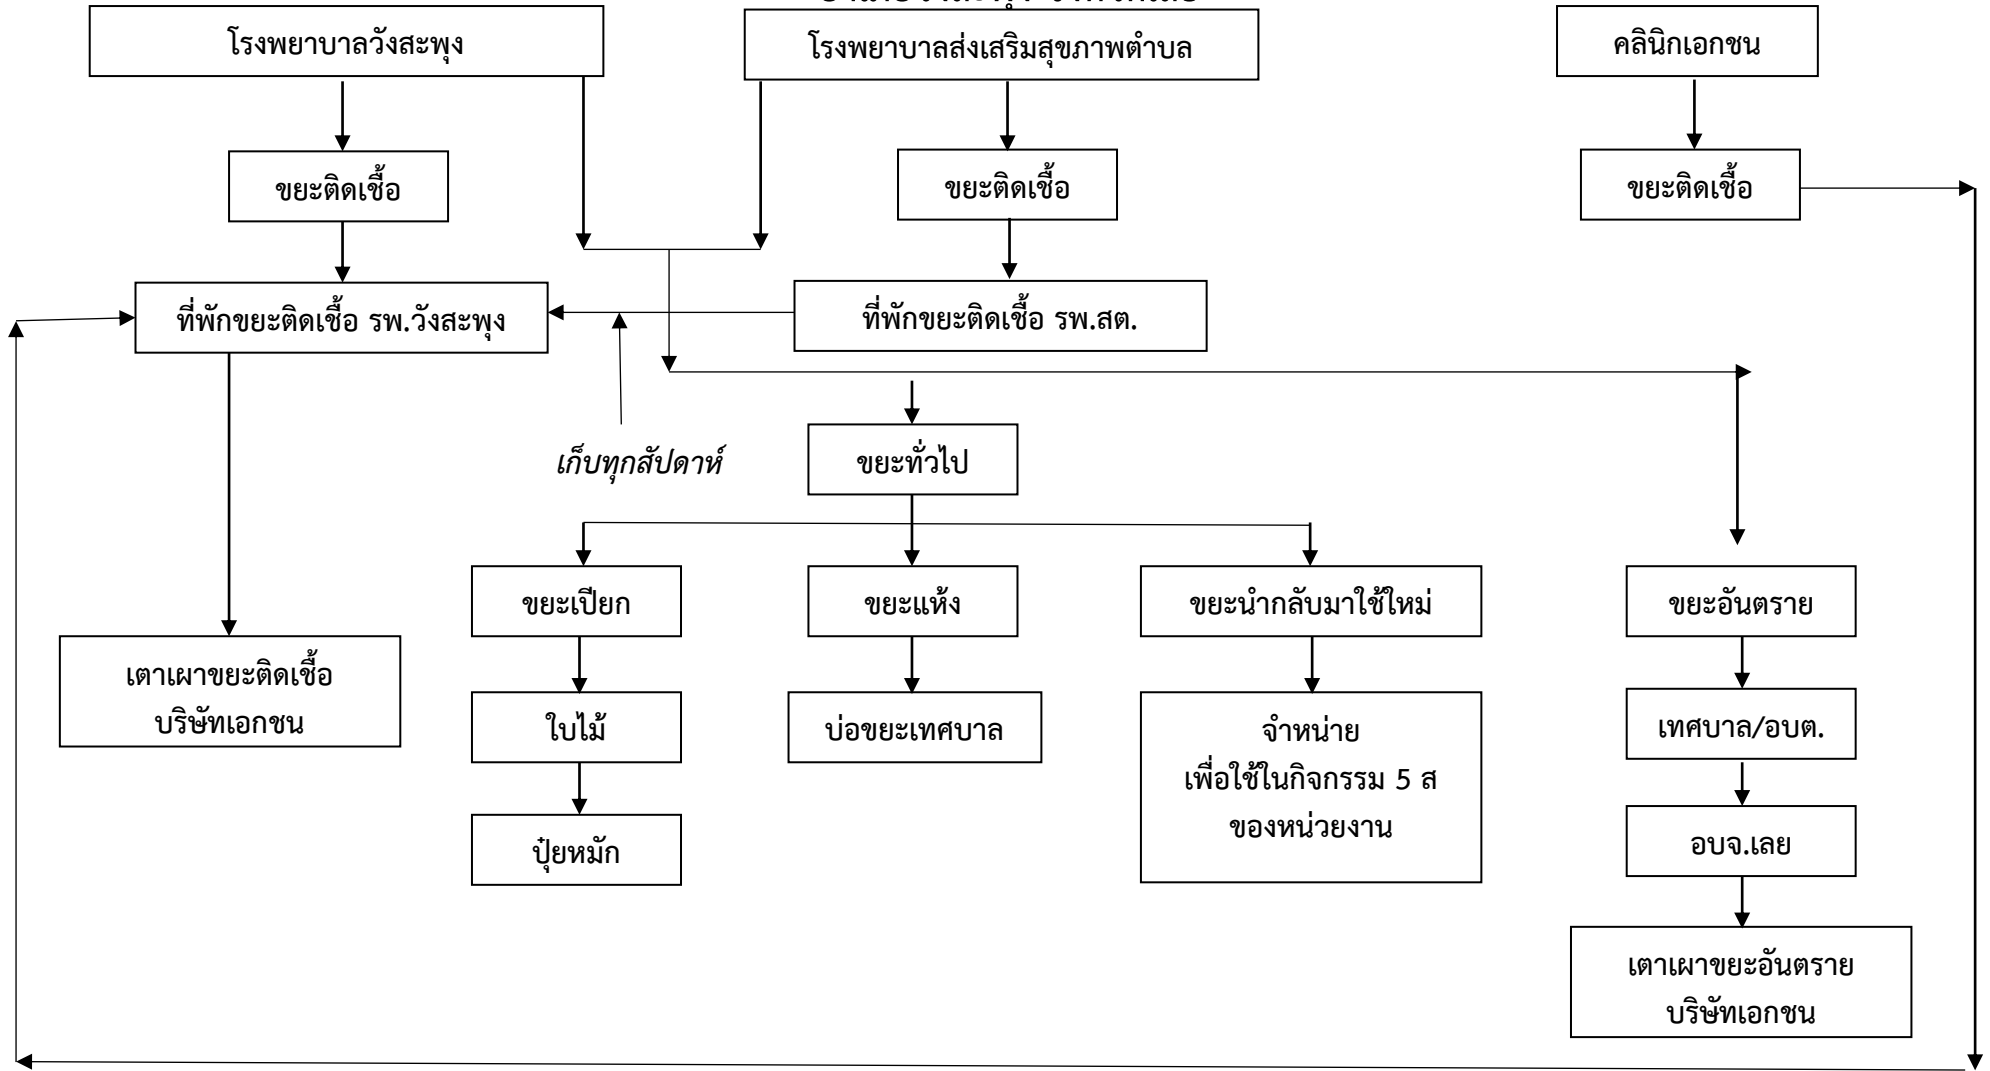 โรงพยาบาลวังสะพุง
โรงพยาบาลส่งเสริมสุขภาพตำบล
คลินิกเอกชน
ขยะติดเชื้อ
ขยะติดเชื้อ
ขยะติดเชื้อ
ที่พักขยะติดเชื้อ รพ.วังสะพุง
ที่พักขยะติดเชื้อ รพ.สต.
เก็บทุกสัปดาห์
ขยะทั่วไป
ขยะเปียก
ขยะแห้ง
ขยะนำกลับมาใช้ใหม่
ขยะอันตราย
เตาเผาขยะติดเชื้อ
บริษัทเอกชน
ใบไม้
บ่อขยะเทศบาล
จำหน่าย
เพื่อใช้ในกิจกรรม 5 ส
ของหน่วยงาน
เทศบาล/อบต.
ปุ๋ยหมัก
อบจ.เลย
เตาเผาขยะอันตราย
บริษัทเอกชน